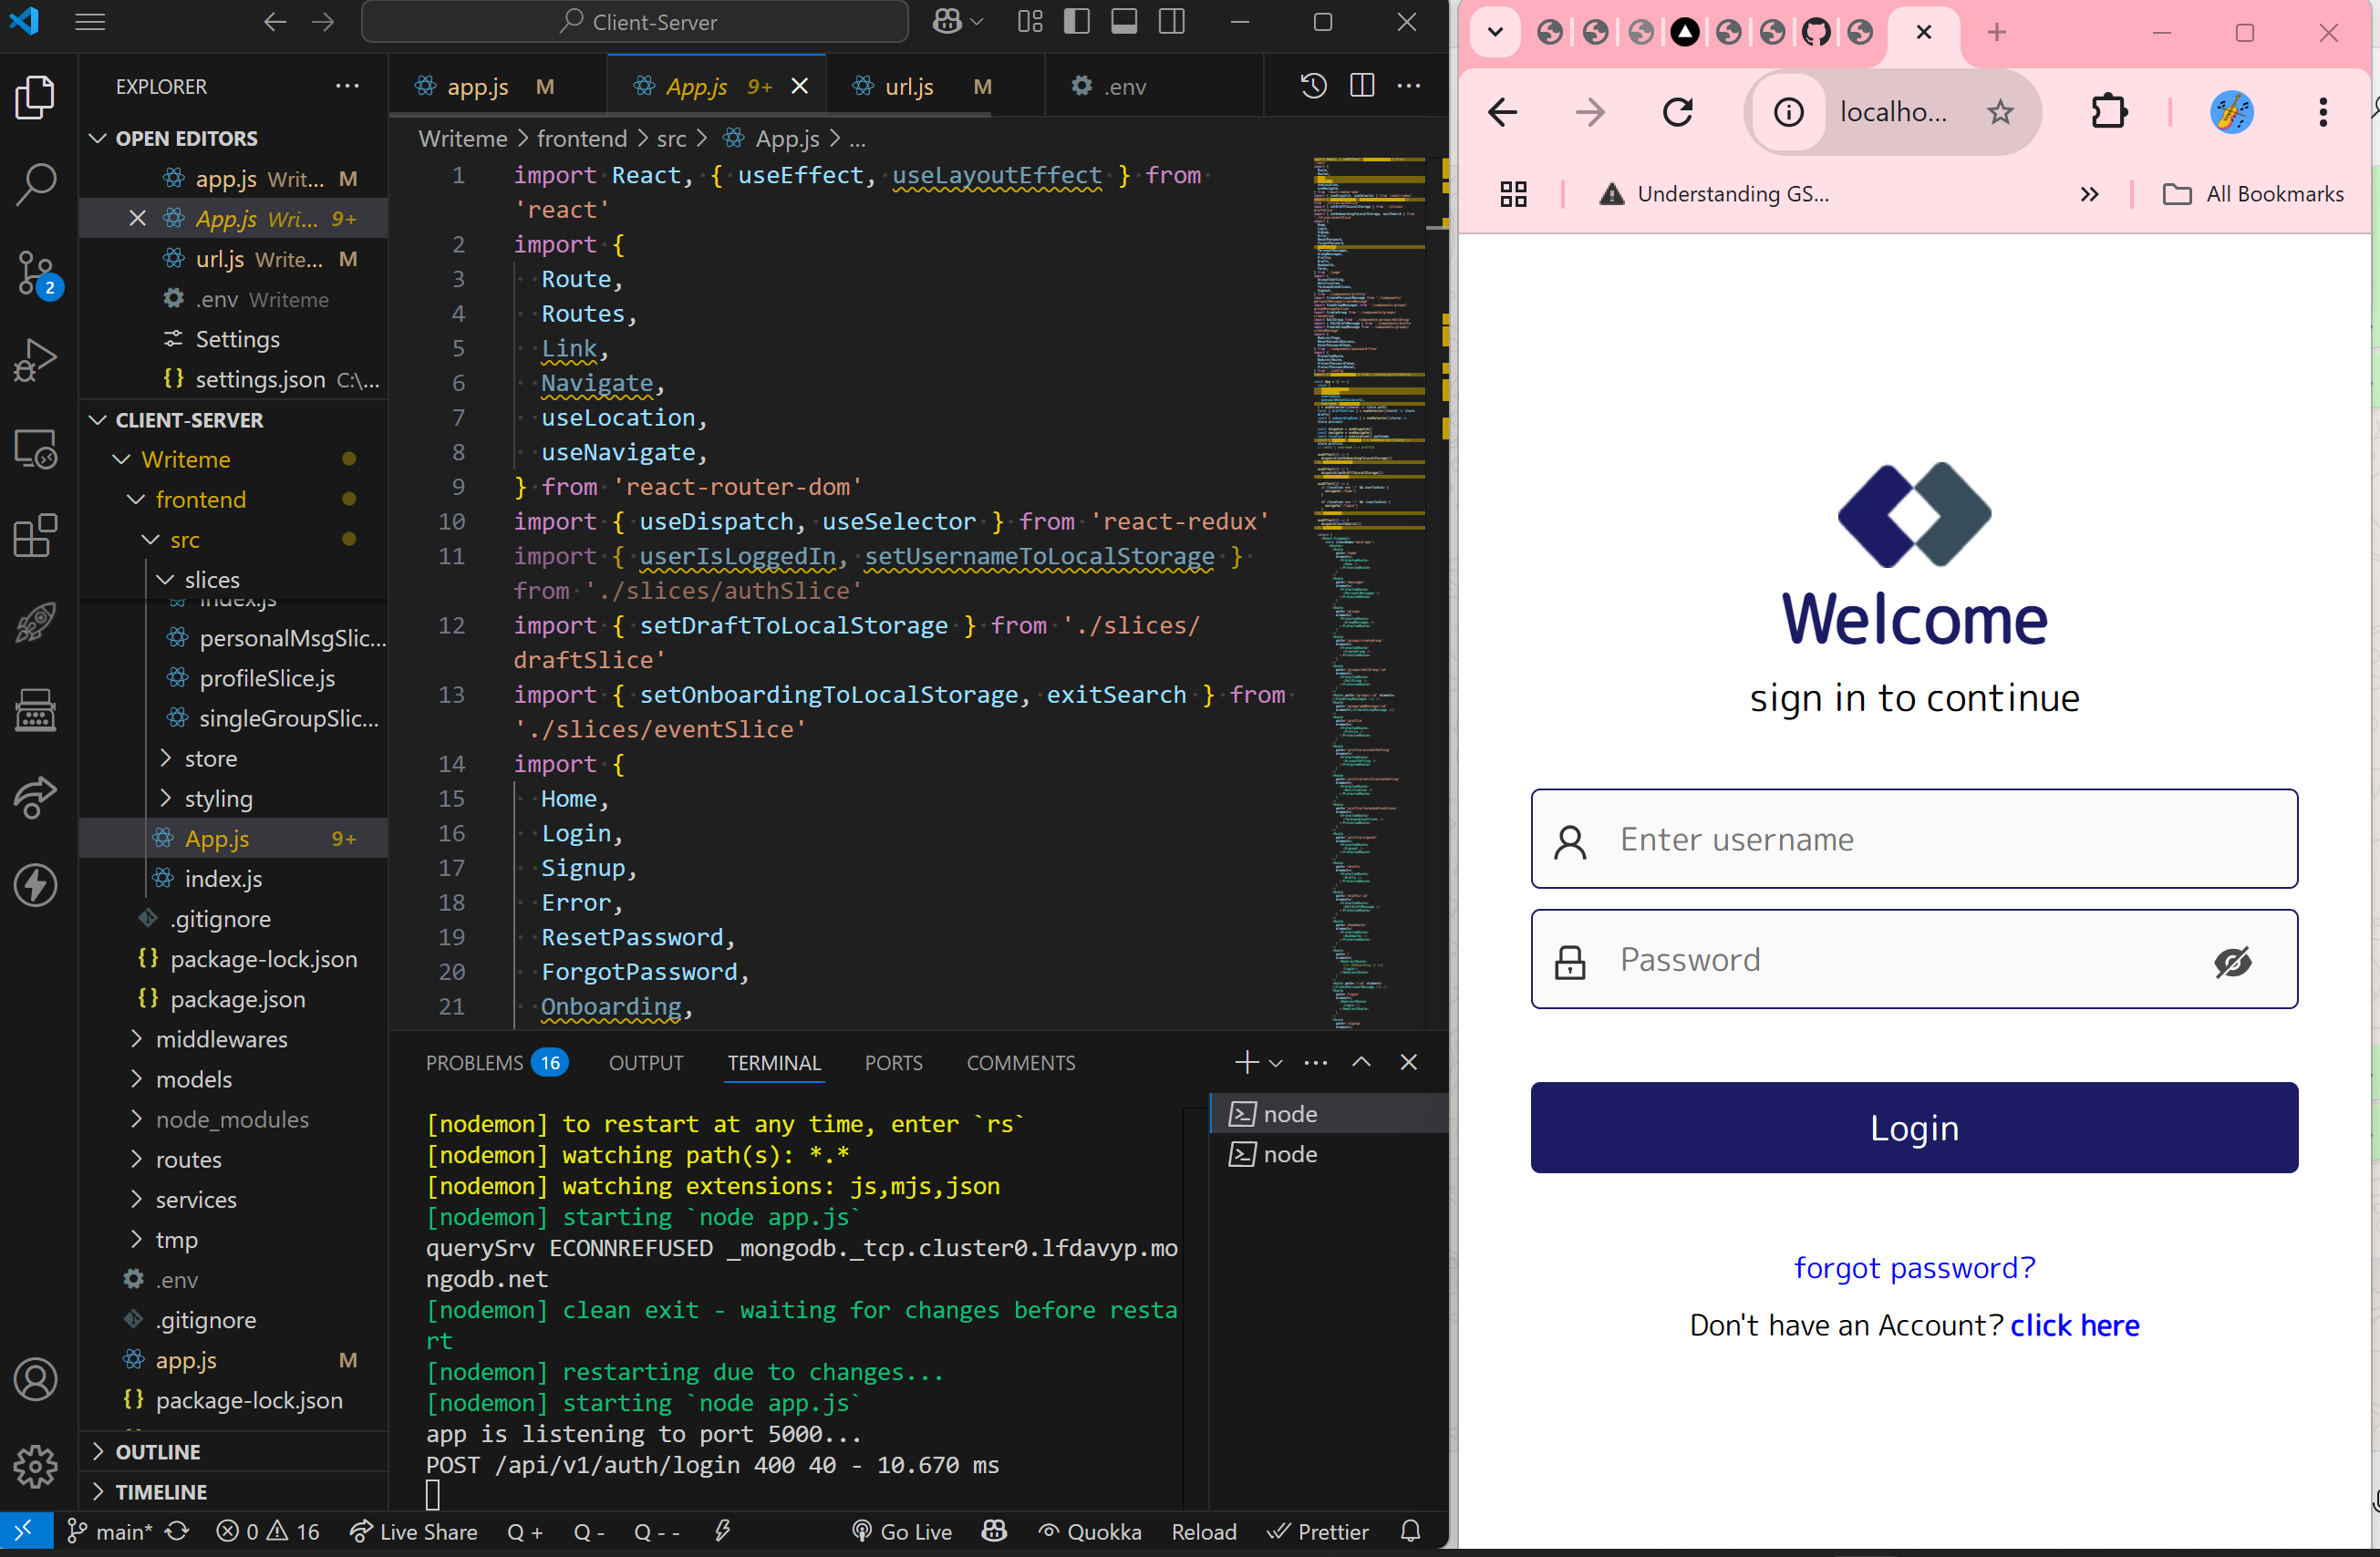 Client-Server
EXPLORER
OPEN EDITORS
app.js Writ... M
App.js Wri... 9+
url.js Write... M
.env Writeme
Settings
settings.json C:\...
CLIENT-SERVER
Writeme
frontend
src
slices
index.js
personalMsgSlic...
profileSlice.js
singleGroupSlic...
store
styling
App.js 9+
index.js
.gitignore
package-lock.json
package.json
middlewares
models
node_modules
routes
services
tmp
.env
.gitignore
app.js M
package-lock.json
OUTLINE
TIMELINE
2
app.js M
App.js 9+
url.js M
.env
Writeme > frontend > src > App.js > ...
1 import React, { useEffect, useLayoutEffect } from
'react'
2 import {
3 Route,
4 Routes,
5 Link,
6 Navigate,
7 useLocation,
8 useNavigate,
9 } from 'react-router-dom'
10 import { useDispatch, useSelector } from 'react-redux'
11 import { userIsLoggedIn, setUsernameToLocalStorage }
from './slices/authSlice'
12 import { setDraftToLocalStorage } from './slices/
draftSlice'
13 import { setOnboardingToLocalStorage, exitSearch } from
'./slices/eventSlice'
14 import {
15 Home,
16 Login,
17 Signup,
18 Error,
19 ResetPassword,
20 ForgotPassword,
21 Onboarding,
PROBLEMS 16 OUTPUT TERMINAL PORTS COMMENTS
[nodemon] to restart at any time, enter `rs`
[nodemon] watching path(s): *.*
[nodemon] watching extensions: js,mjs,json
[nodemon] starting `node app.js`
querySrv ECONNREFUSED _mongodb._tcp.cluster0.lfdavyp.mo
ngodb.net
[nodemon] clean exit - waiting for changes before resta
rt
[nodemon] restarting due to changes...
[nodemon] starting `node app.js`
app is listening to port 5000...
POST /api/v1/auth/login 400 40 - 10.670 ms
node
node
main* 0 16 Live Share Q + Q - Q - - Go Live Quokka Reload Prettier
localho...
Understanding GS...
All Bookmarks
Welcome
sign in to continue
Enter username
Password
Login
forgot password?
Don't have an Account? click here